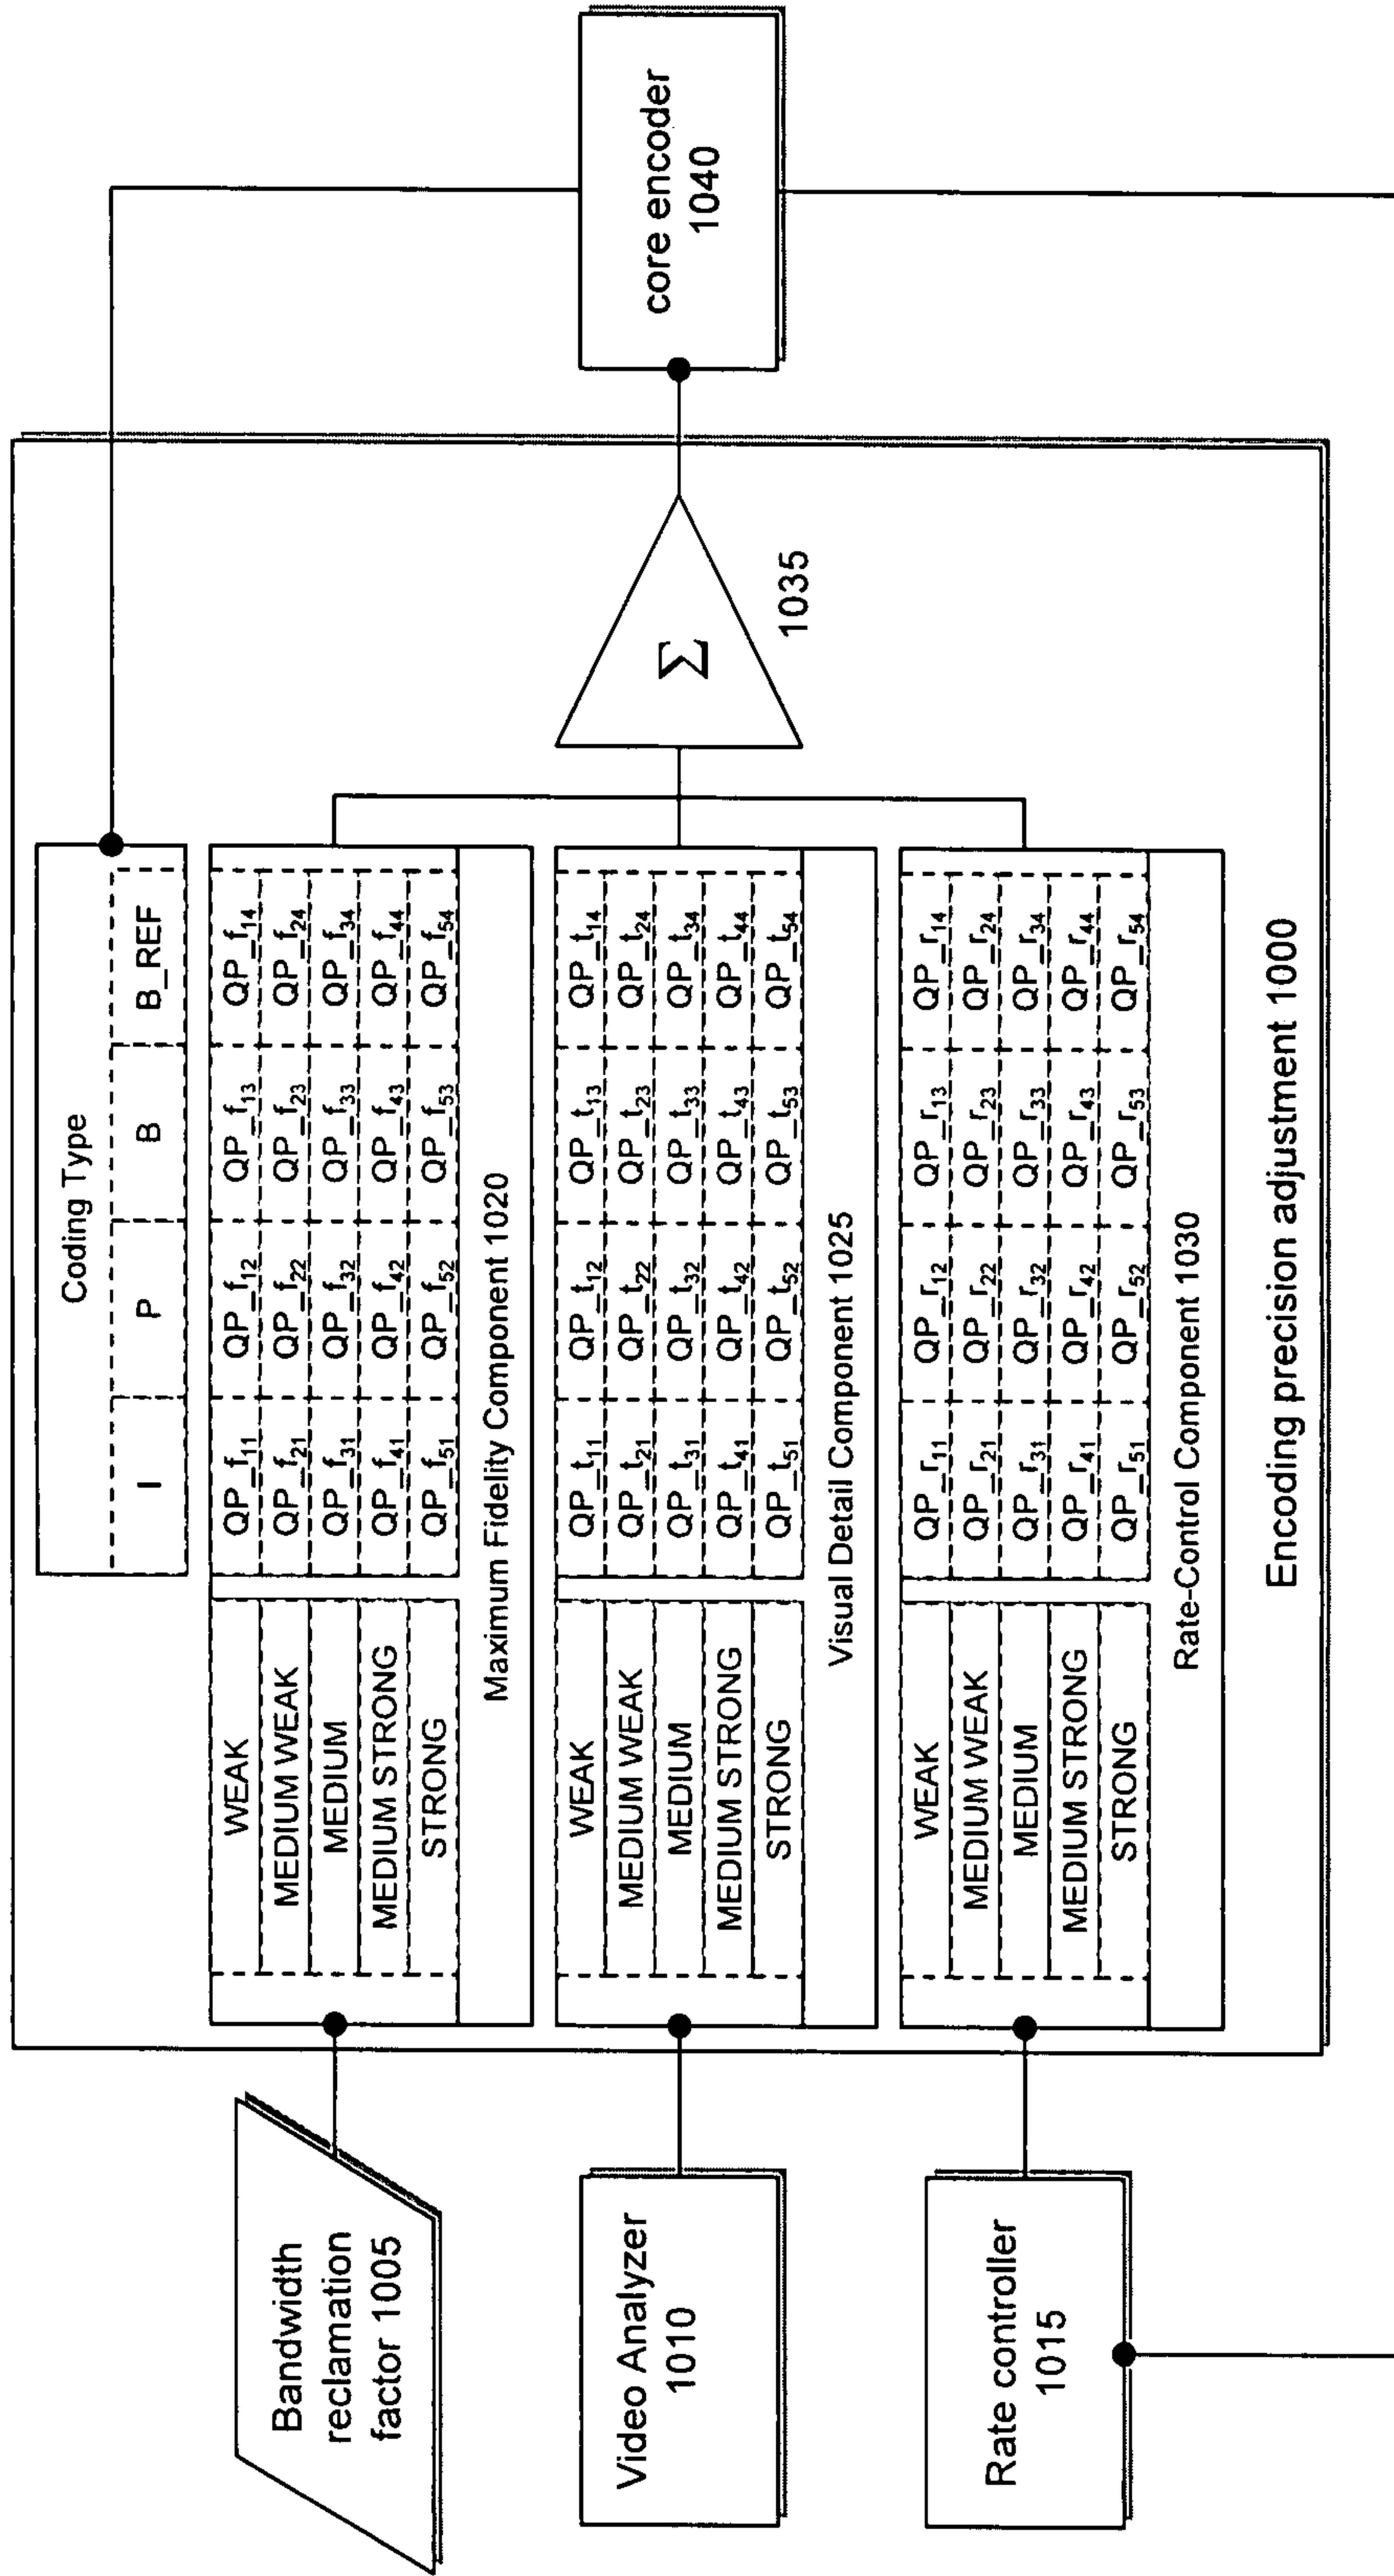 Coding Type
I P B B_REF
Bandwidth
reclamation
factor 1005
WEAK QP_f11 QP_f12 QP_f13 QP_f14
MEDIUM WEAK QP_f21 QP_f22 QP_f23 QP_f24
MEDIUM QP_f31 QP_f32 QP_f33 QP_f34
MEDIUM STRONG QP_f41 QP_f42 QP_f43 QP_f44
STRONG QP_f51 QP_f52 QP_f53 QP_f54
Maximum Fidelity Component 1020
Video Analyzer
1010
WEAK QP_t11 QP_t12 QP_t13 QP_t14
MEDIUM WEAK QP_t21 QP_t22 QP_t23 QP_t24
MEDIUM QP_t31 QP_t32 QP_t33 QP_t34
MEDIUM STRONG QP_t41 QP_t42 QP_t43 QP_t44
STRONG QP_t51 QP_t52 QP_t53 QP_t54
Visual Detail Component 1025
Σ
1035
core encoder
1040
Rate controller
1015
WEAK QP_r11 QP_r12 QP_r13 QP_r14
MEDIUM WEAK QP_r21 QP_r22 QP_r23 QP_r24
MEDIUM QP_r31 QP_r32 QP_r33 QP_r34
MEDIUM STRONG QP_r41 QP_r42 QP_r43 QP_r44
STRONG QP_r51 QP_r52 QP_r53 QP_r54
Rate-Control Component 1030
Encoding precision adjustment 1000